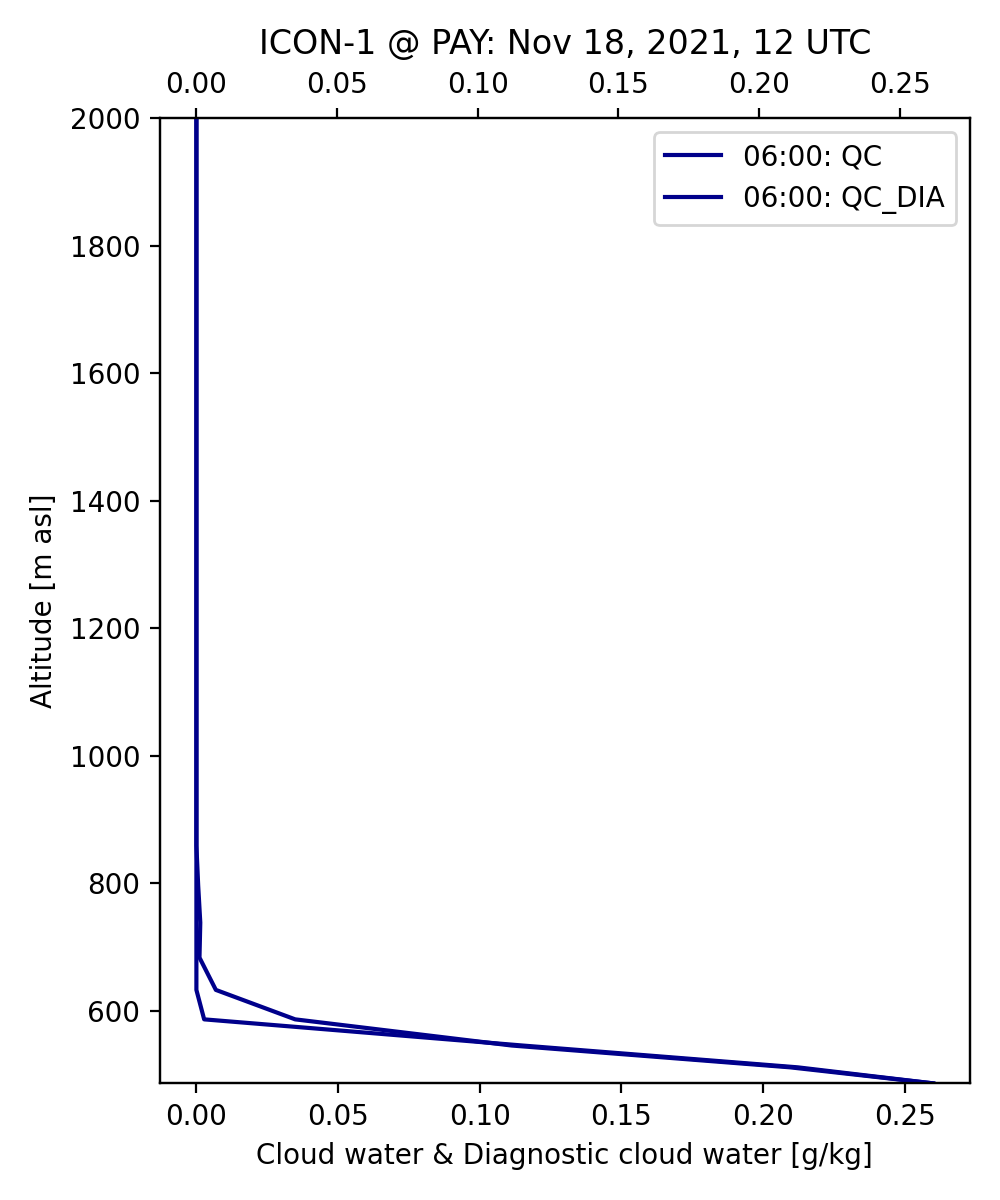 ICON-1 @ PAY: Nov 18, 2021, 12 UTC
0.00 0.05 0.10 0.15 0.20 0.25
06:00: QC
06:00: QC_DIA
2000
1800
1600
1400
1200
1000
800
600
Altitude [m asl]
0.00 0.05 0.10 0.15 0.20 0.25
Cloud water & Diagnostic cloud water [g/kg]